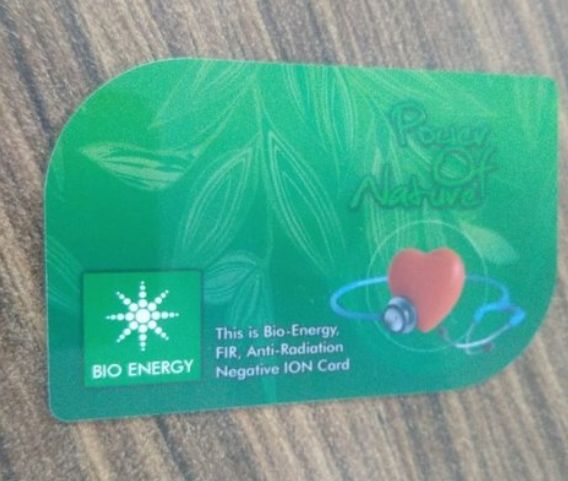 Power
Of
Nature
BIO ENERGY
This is Bio-Energy,
FIR, Anti-Radiation
Negative ION Card